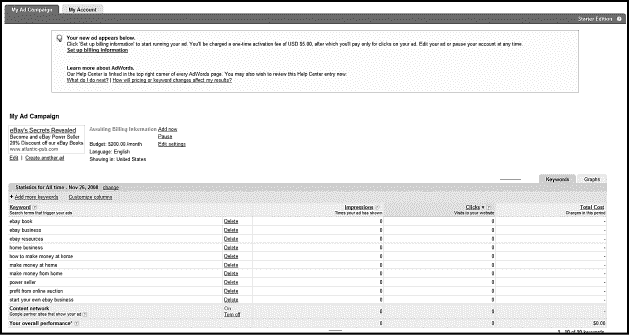 My Ad Campaign My Account
Starter Edition
Your new ad appears below.
Click 'Set up billing information' to start running your ad. You'll be charged a one-time activation fee of USD $5.00, after which you'll pay only for clicks on your ad. Edit your ad or pause your account at any time.
Set up billing information
Learn more about AdWords.
Our Help Center is linked in the top right corner of every AdWords page. You may also wish to review this Help Center entry now:
What do I do next? | How will pricing or keyword changes affect my results?
My Ad Campaign
eBay's Secrets Revealed
Become and eBay Power Seller
20% Discount off our eBay Books
www.atlantic-pub.com
Edit | Create another ad
Awaiting Billing Information Add now
Pause
Budget: $200.00 /month Edit settings
Language: English
Showing in: United States
Keywords Graphs
Statistics for All time - Nov 26, 2008 change
+ Add more keywords Customize columns
Keyword Impressions Clicks Total Cost
Search terms that trigger your ads Times your ad has shown Visits to your website Charges in this period
ebay book Delete 0 0 -
ebay business Delete 0 0 -
ebay resources Delete 0 0 -
home business Delete 0 0 -
how to make money at home Delete 0 0 -
make money at home Delete 0 0 -
make money from home Delete 0 0 -
power seller Delete 0 0 -
profit from online auction Delete 0 0 -
start your own ebay business Delete 0 0 -
Content network On 0 0 -
Google partner sites that show your ad Turn off
Your overall performance* 0 0 $0.00